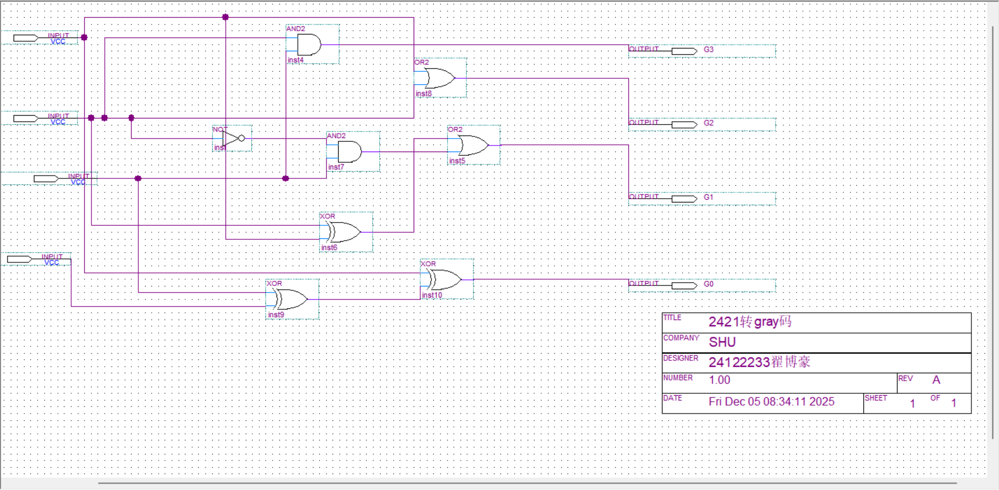 AND2
INPUT
VCC
inst4
OUTPUT G3
OR2
inst8
INPUT
VCC
OUTPUT G2
NOT
inst
AND2
inst7
OR2
inst5
INPUT
VCC
OUTPUT G1
XOR
inst6
INPUT
VCC
XOR
inst10
XOR
inst9
OUTPUT G0
TITLE 2421转gray码
COMPANY SHU
DESIGNER 24122233翟博豪
NUMBER 1.00 REV A
DATE Fri Dec 05 08:34:11 2025 SHEET 1 OF 1